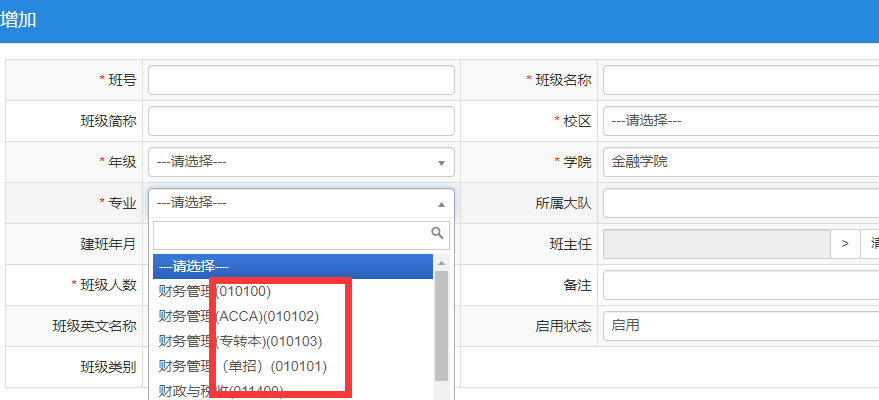 增加
* 班号
* 班级名称
班级简称
* 校区
---请选择---
* 年级
---请选择---
* 学院
金融学院
* 专业
---请选择---
所属大队
建班年月
班主任
>
---请选择---
* 班级人数
财务管理(010100)
备注
财务管理(ACCA)(010102)
班级英文名称
启用状态
启用
财务管理(专转本)(010103)
财务管理（单招）(010101)
班级类别
财政与税收(011400)